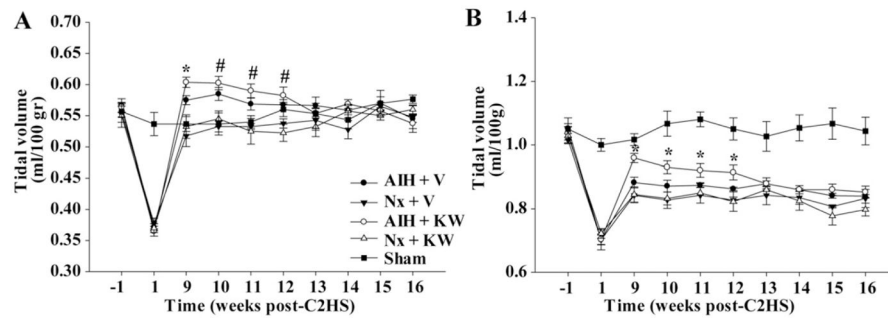 A
Tidal volume
(ml/100 gr)
0.70
0.65
0.60
0.55
0.50
0.45
0.40
0.35
0.30
* # # #
AIH + V
Nx + V
AIH + KW
Nx + KW
Sham
-1 1 9 10 11 12 13 14 15 16
Time (weeks post-C2HS)
B
Tidal volume
(ml/100g)
1.4
1.2
1.0
0.8
0.6
* * * *
-1 1 9 10 11 12 13 14 15 16
Time (weeks post-C2HS)